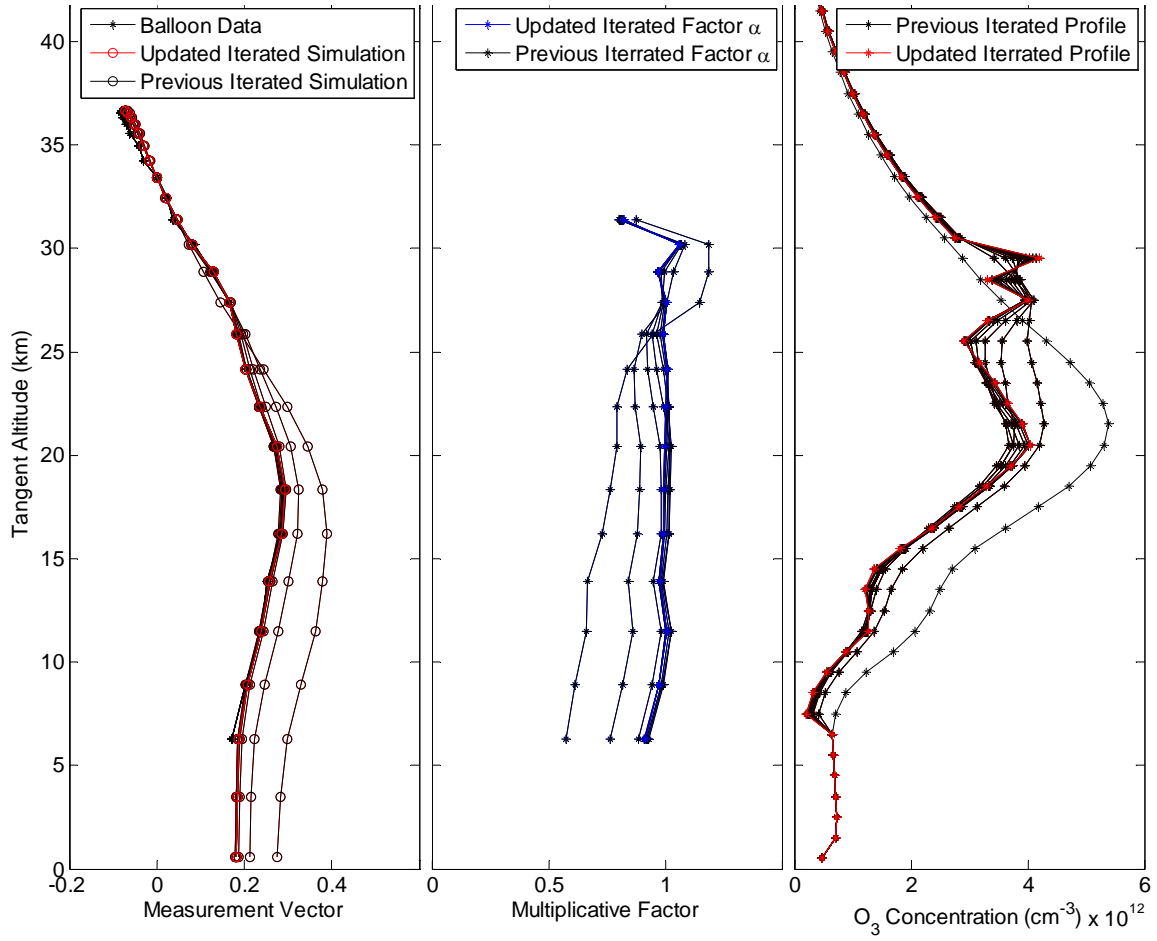 Balloon Data
Updated Iterated Simulation
Previous Iterated Simulation
Updated Iterated Factor α
Previous Iterrated Factor α
Previous Iterated Profile
Updated Iterrated Profile
Tangent Altitude (km)
40
35
30
25
20
15
10
5
0
-0.2 0 0.2 0.4 0.6
Measurement Vector
0 0.5 1
Multiplicative Factor
0 2 4 6
O3 Concentration (cm-3) x 10^12